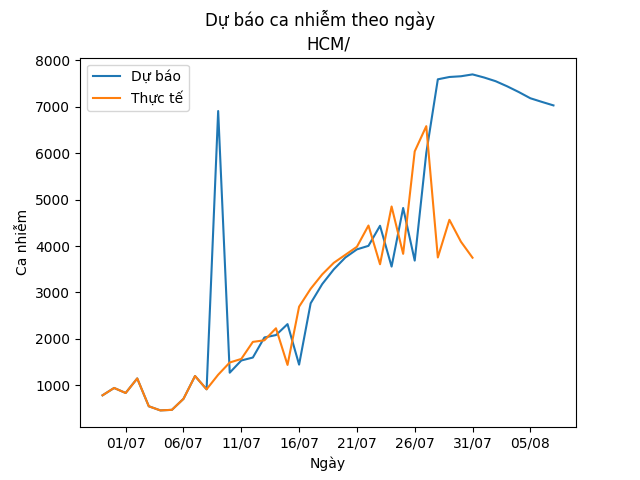 Dự báo ca nhiễm theo ngày
HCM/
8000
7000
6000
5000
4000
3000
2000
1000
Ca nhiễm
Dự báo
Thực tế
01/07 06/07 11/07 16/07 21/07 26/07 31/07 05/08
Ngày